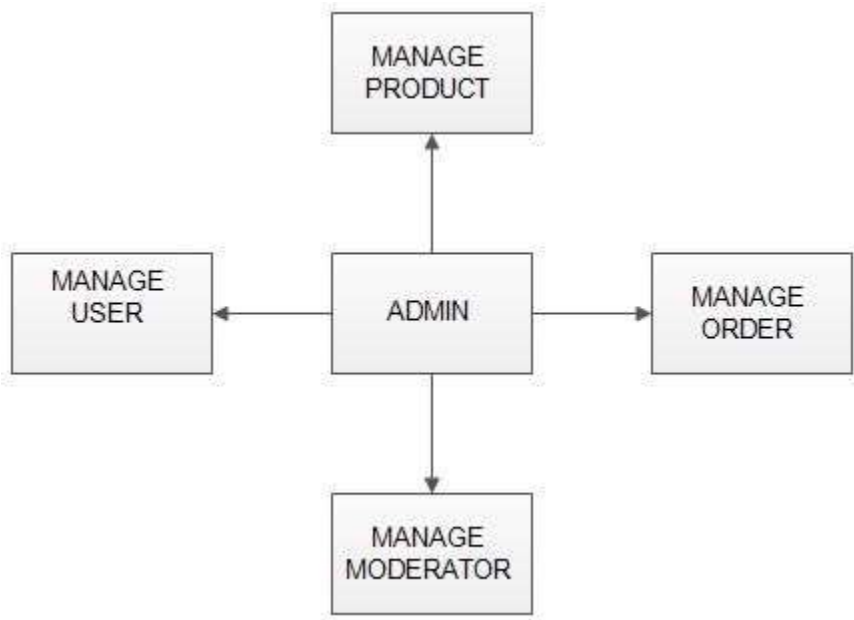 MANAGE
PRODUCT
MANAGE
USER
ADMIN
MANAGE
ORDER
MANAGE
MODERATOR